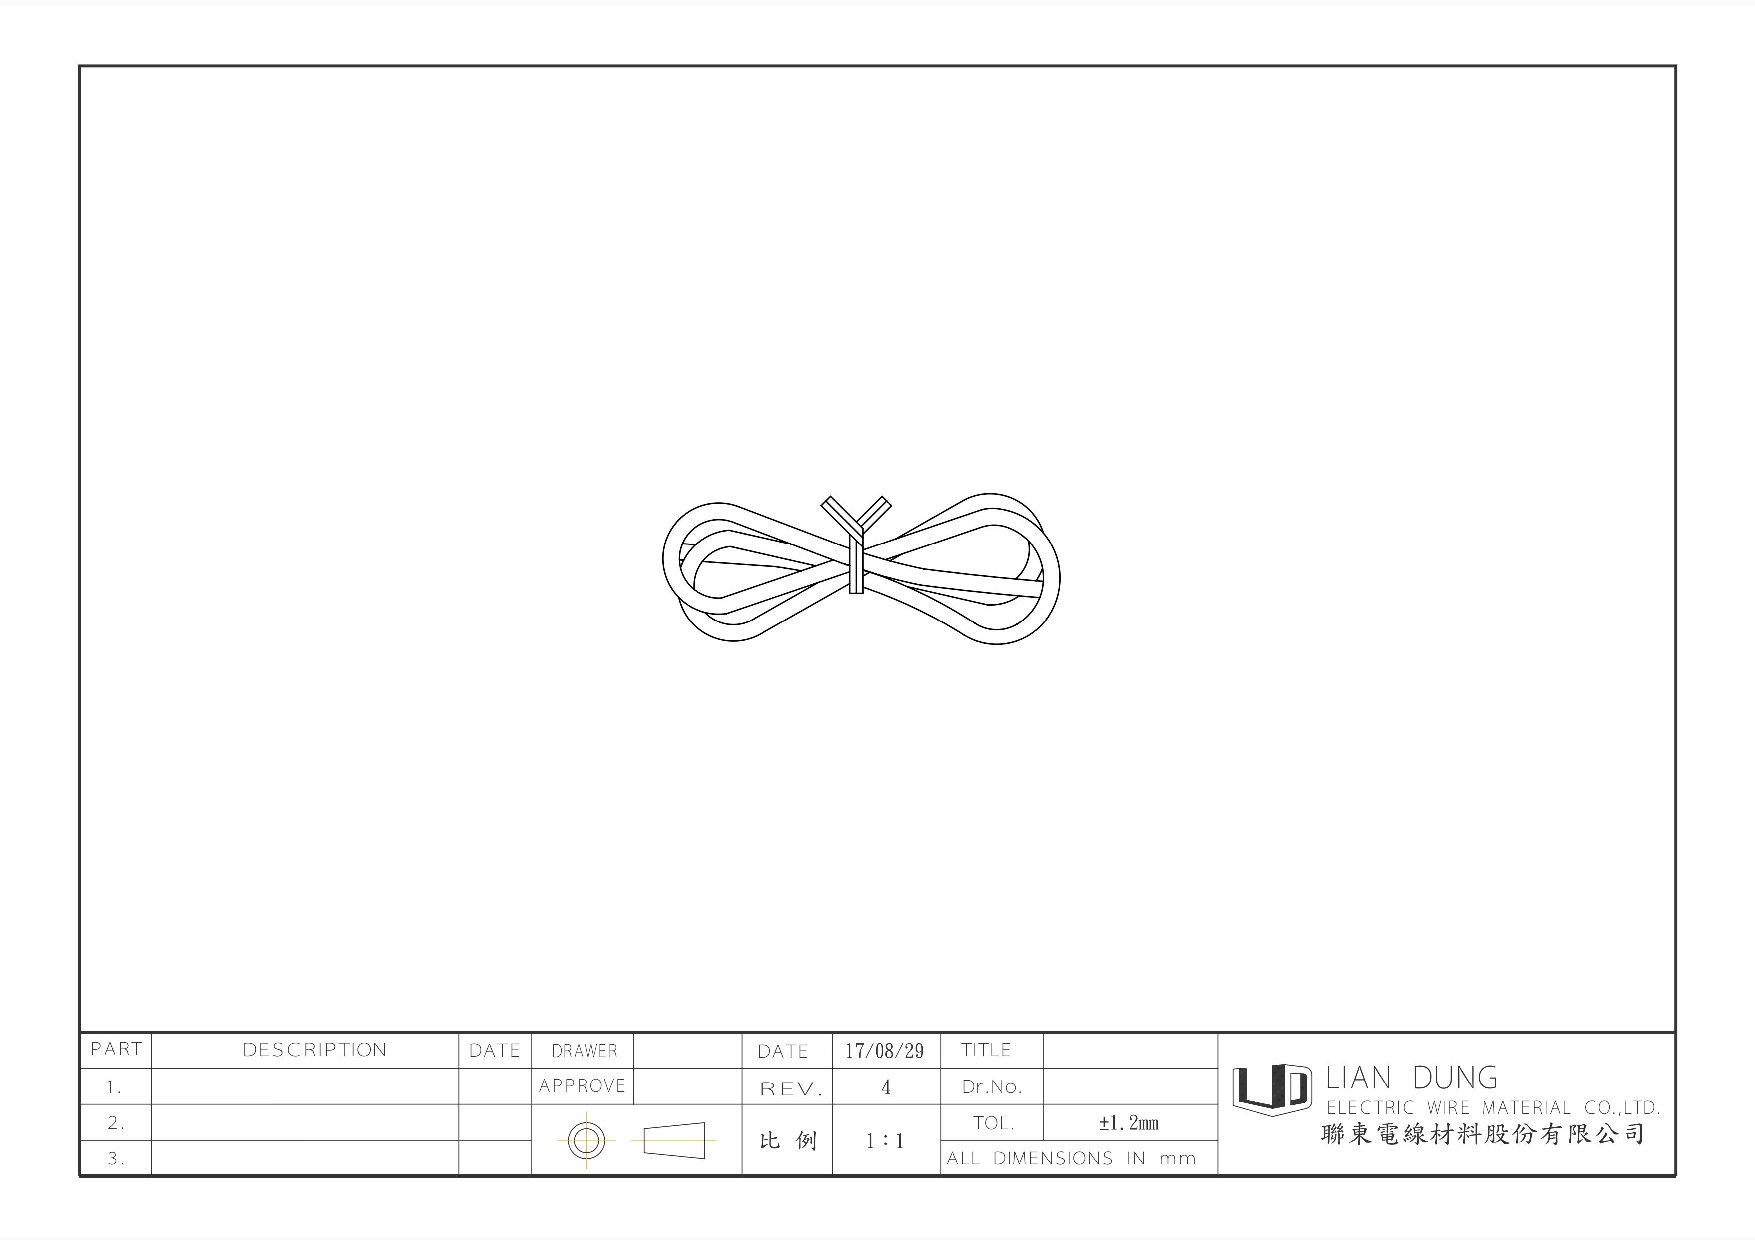 PART DESCRIPTION DATE DRAWER DATE 17/08/29 TITLE
1. APPROVE REV. 4 Dr.No.
2. TOL. ±1.2mm
比 例 1:1
3. ALL DIMENSIONS IN mm
LIAN DUNG
ELECTRIC WIRE MATERIAL CO.,LTD.
聯東電線材料股份有限公司